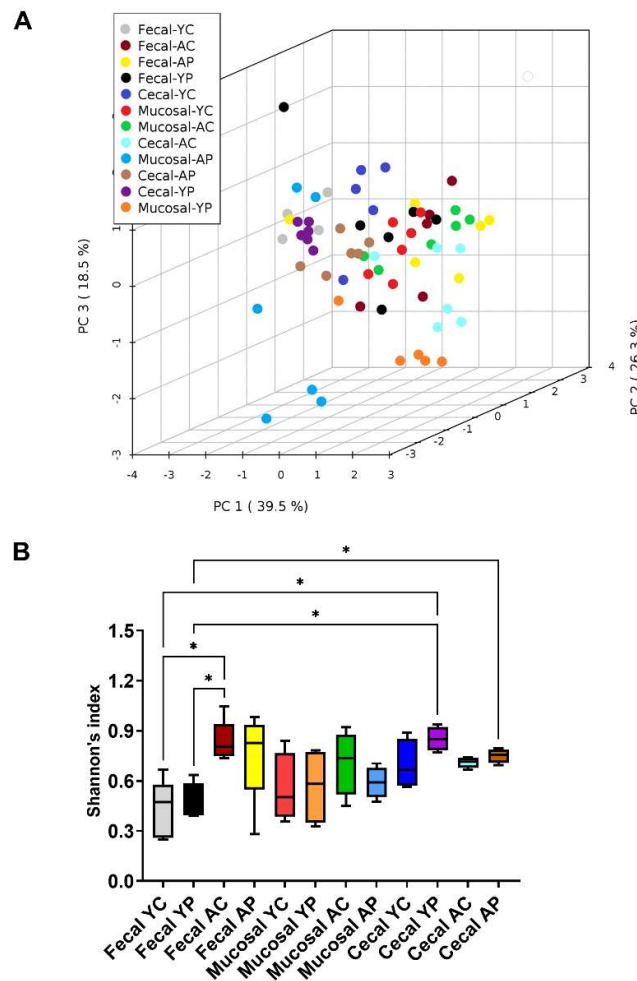 A
Fecal-YC
Fecal-AC
Fecal-AP
Fecal-YP
Cecal-YC
Mucosal-YC
Mucosal-AC
Cecal-AC
Mucosal-AP
Cecal-AP
Cecal-YP
Mucosal-YP
PC 3 ( 18.5 %)
1
0
-1
-2
-3
-4 -3 -2 -1 0 1 2 3
PC 1 ( 39.5 %)
-3 -2 -1 0 1 2 3 4
PC 2 ( 26.3 %)
B
*
*
*
*
*
Shannon's index
1.5
1.2
0.9
0.6
0.3
0.0
Fecal YC
Fecal YP
Fecal AC
Fecal AP
Mucosal YC
Mucosal YP
Mucosal AC
Mucosal AP
Cecal YC
Cecal YP
Cecal AC
Cecal AP